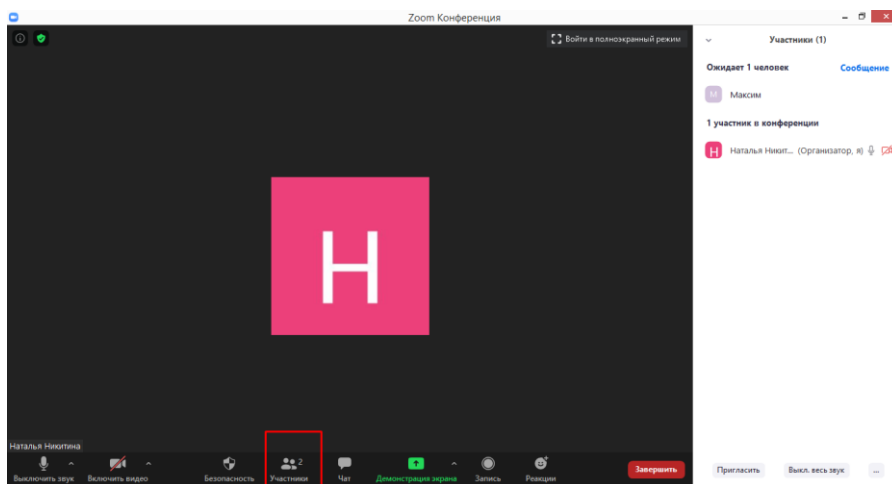 Zoom Конференция
Войти в полноэкранный режим
Участники (1)
Ожидает 1 человек
Сообщение
М
Максим
1 участник в конференции
Н
Наталья Никит... (Организатор, я)
Н
Наталья Никитина
2
Выключить звук
Включить видео
Безопасность
Участники
Чат
Демонстрация экрана
Запись
Реакции
Завершить
Пригласить
Выкл. весь звук
...